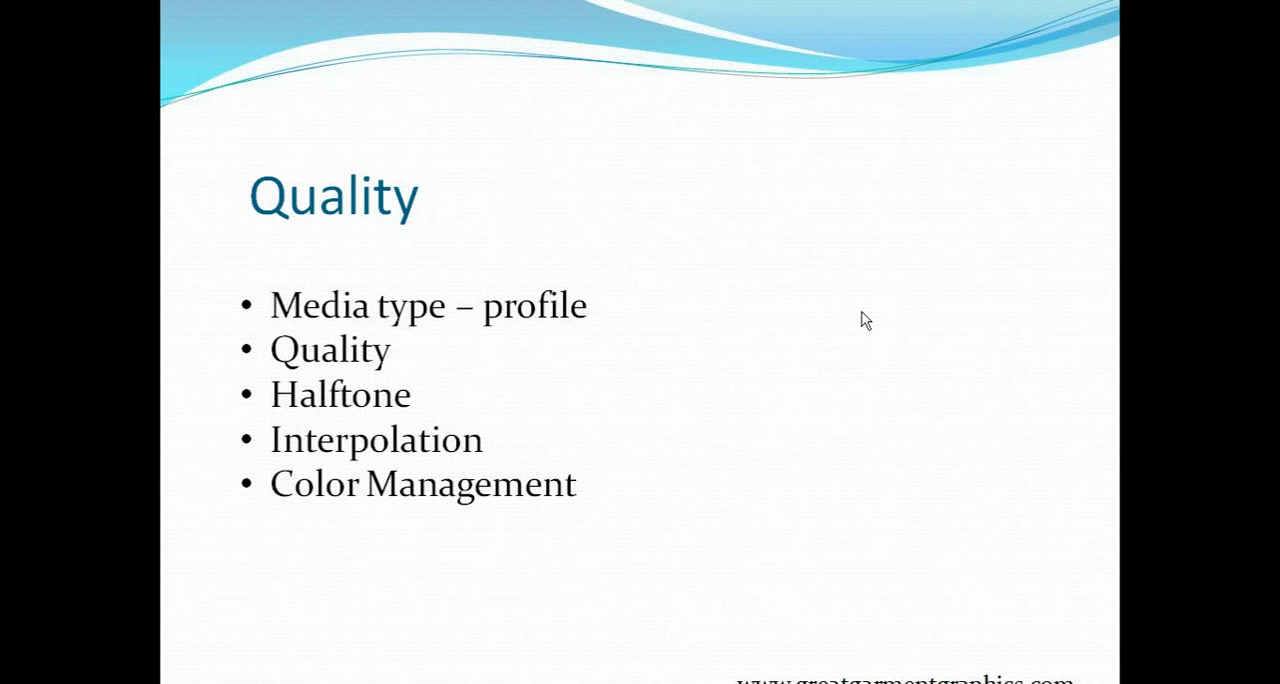 Quality
• Media type – profile
• Quality
• Halftone
• Interpolation
• Color Management
www.greatgarmentgraphics.com